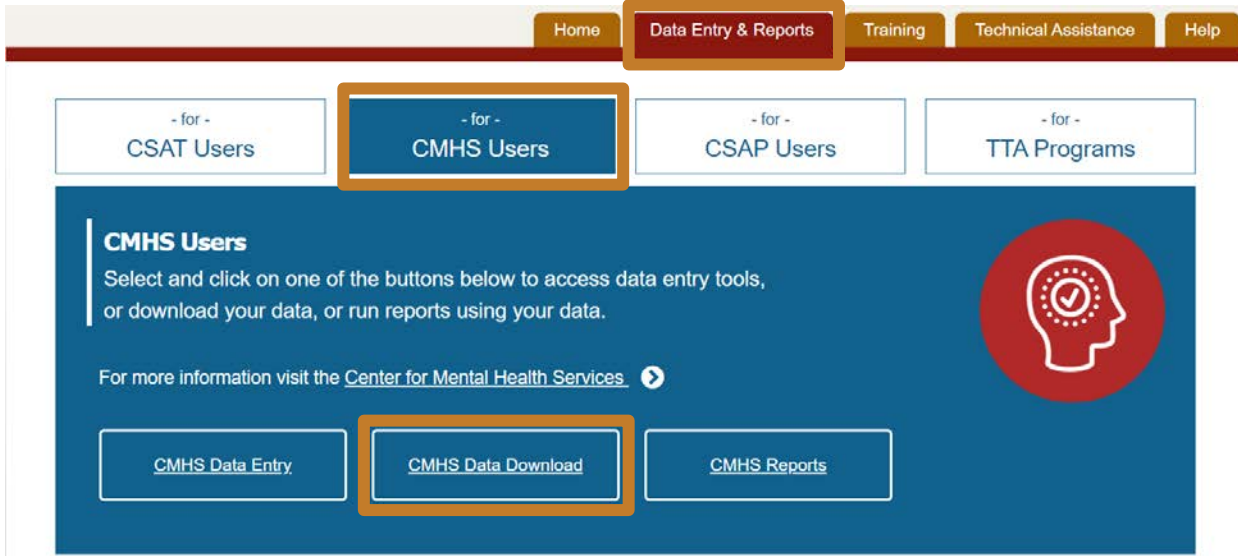 Home Data Entry & Reports Training Technical Assistance Help
- for - - for - - for - - for -
CSAT Users CMHS Users CSAP Users TTA Programs
CMHS Users
Select and click on one of the buttons below to access data entry tools,
or download your data, or run reports using your data.
For more information visit the Center for Mental Health Services
CMHS Data Entry CMHS Data Download CMHS Reports